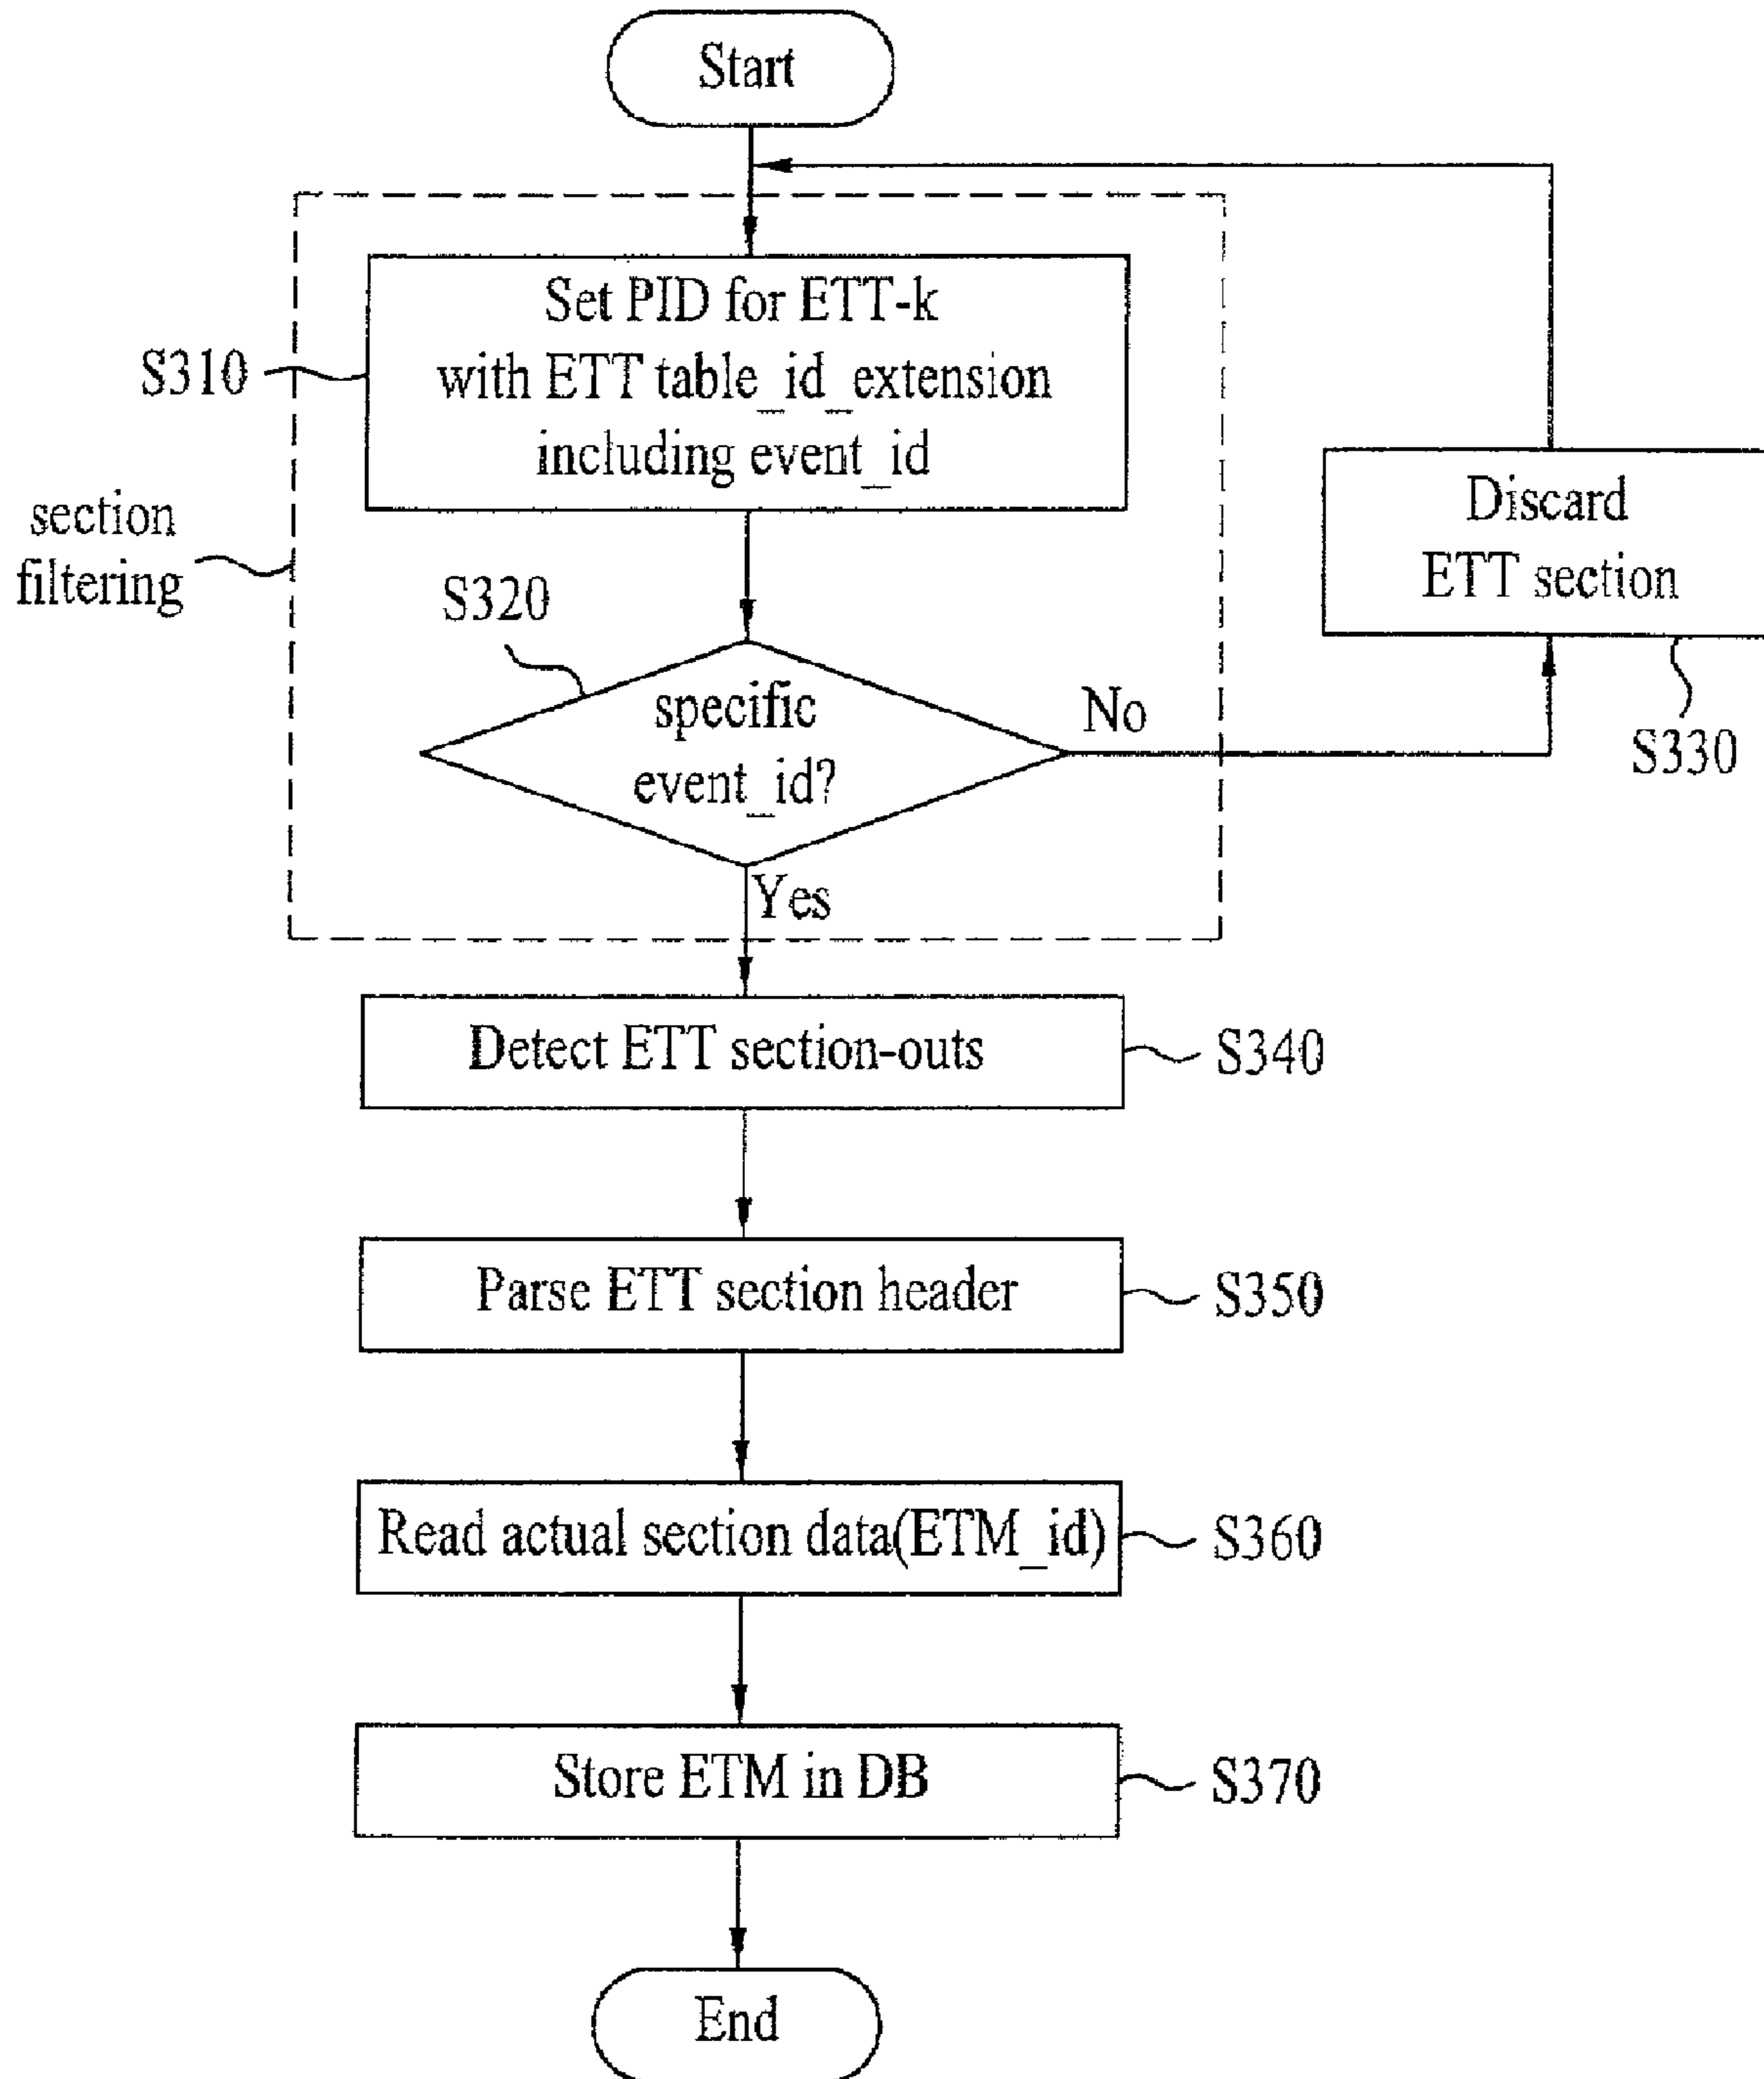 Start
Set PID for ETT-k
with ETT table_id_extension
including event_id
S310
section
filtering
Discard
ETT section
S330
S320
specific
event_id?
No
Yes
Detect ETT section-outs
S340
Parse ETT section header
S350
Read actual section data(ETM_id)
S360
Store ETM in DB
S370
End